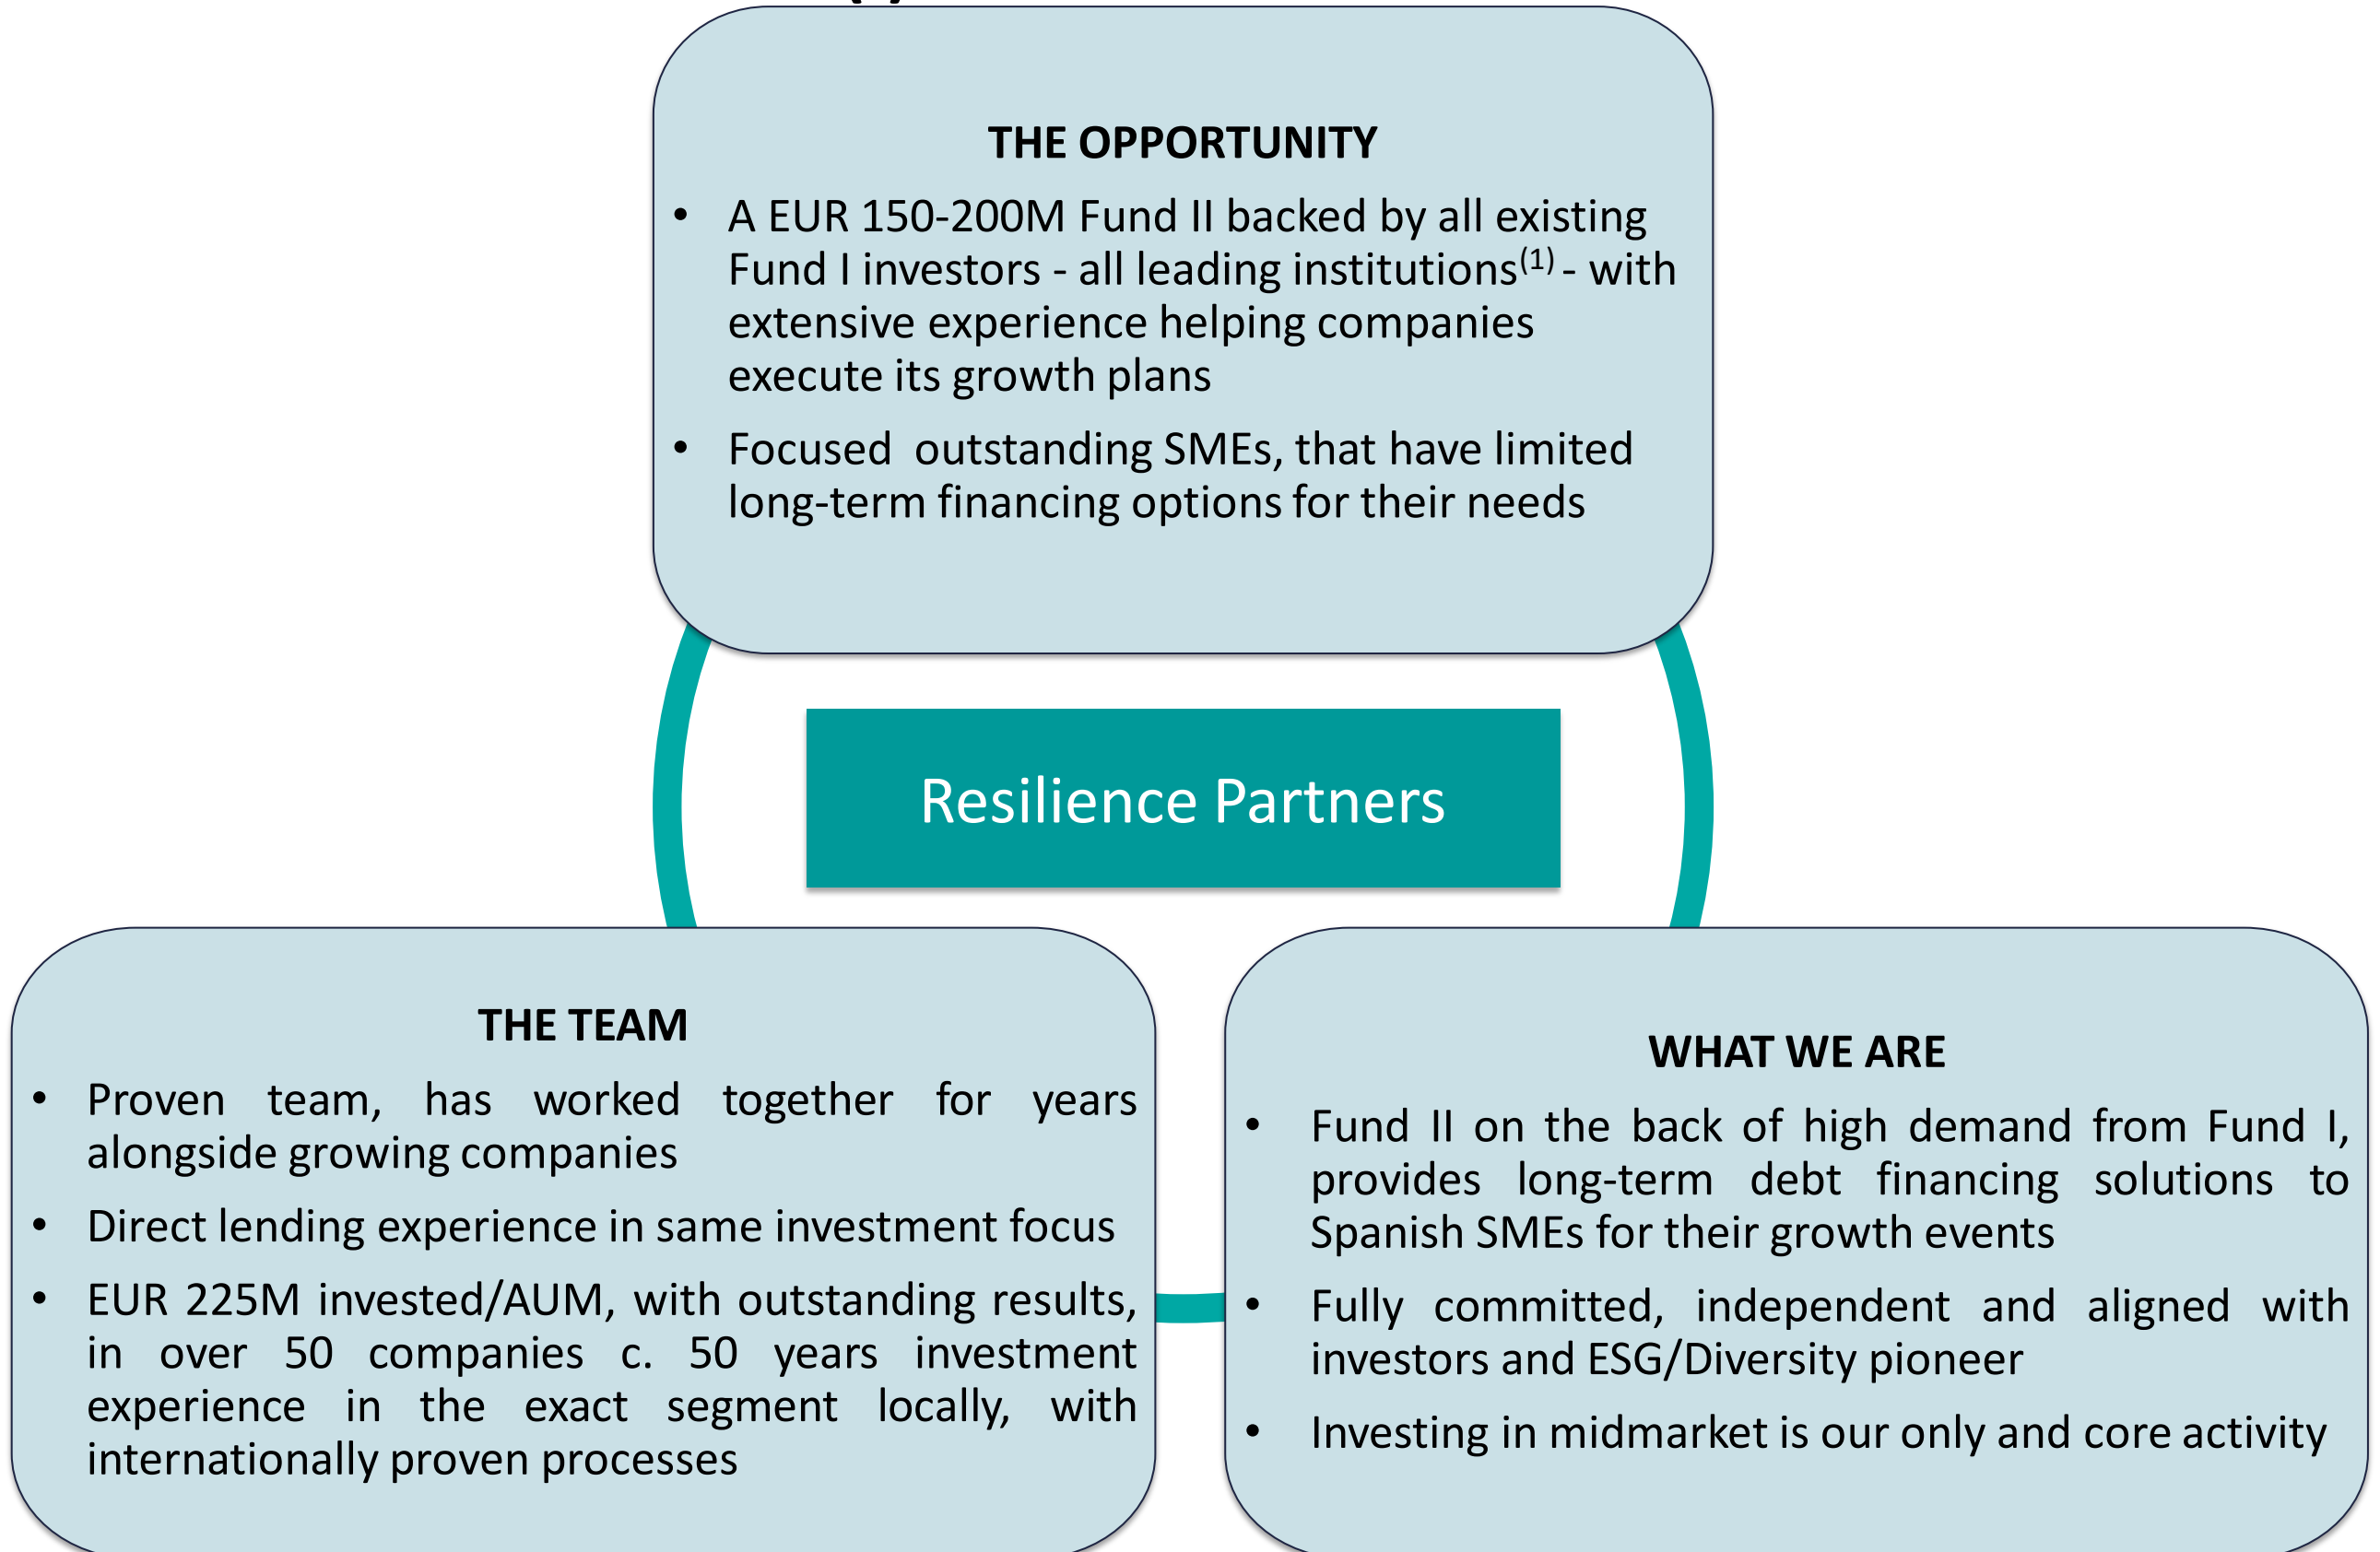 THE OPPORTUNITY
• A EUR 150-200M Fund II backed by all existing
Fund I investors - all leading institutions(1) - with
extensive experience helping companies
execute its growth plans
• Focused outstanding SMEs, that have limited
long-term financing options for their needs
Resilience Partners
THE TEAM
• Proven team, has worked together for years
alongside growing companies
• Direct lending experience in same investment focus
• EUR 225M invested/AUM, with outstanding results,
in over 50 companies c. 50 years investment
experience in the exact segment locally, with
internationally proven processes
WHAT WE ARE
• Fund II on the back of high demand from Fund I,
provides long-term debt financing solutions to
Spanish SMEs for their growth events
• Fully committed, independent and aligned with
investors and ESG/Diversity pioneer
• Investing in midmarket is our only and core activity